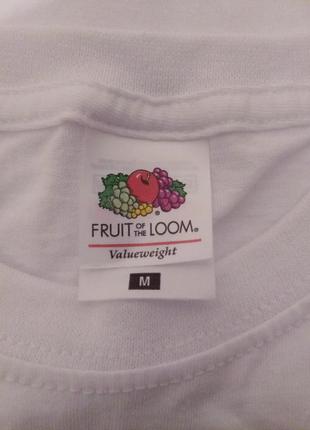 FRUIT OF THE LOOM®
Valueweight
M